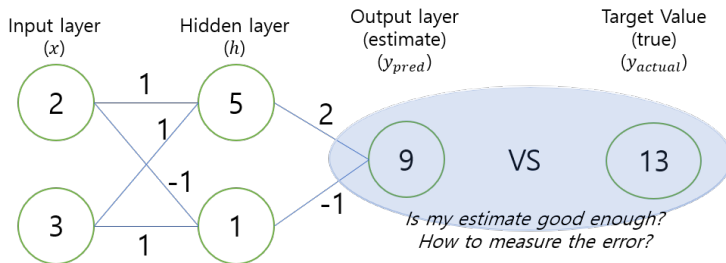 Input layer
(x)
Hidden layer
(h)
Output layer
(estimate)
(y_pred)
Target Value
(true)
(y_actual)
2
3
1
1
-1
1
5
1
2
-1
9
VS
13
Is my estimate good enough?
How to measure the error?